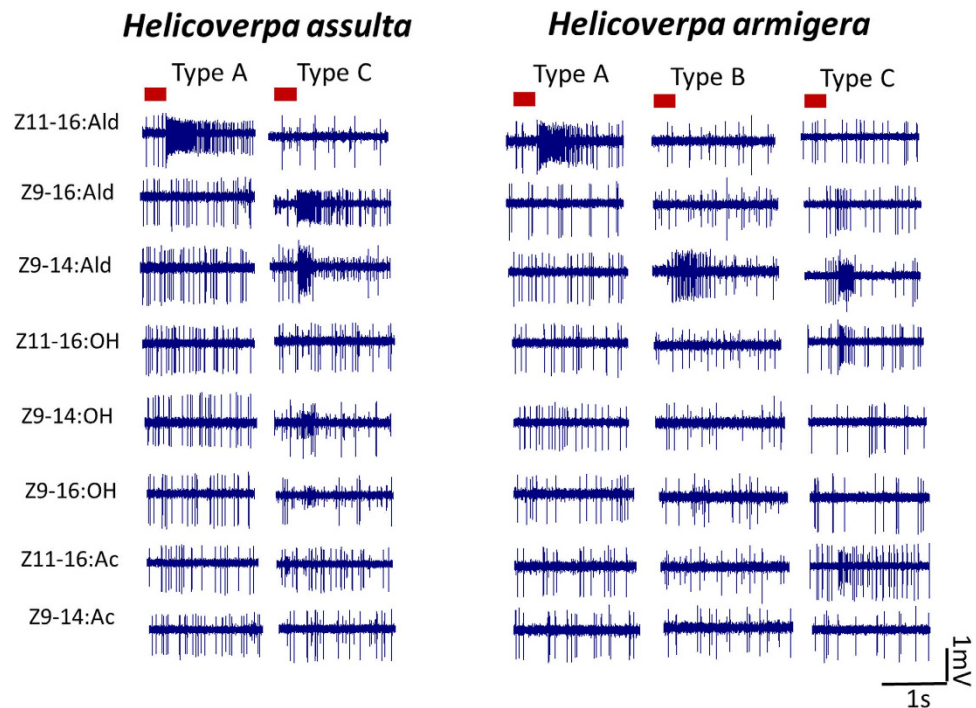 Helicoverpa assulta
Helicoverpa armigera
Type A
Type C
Type A
Type B
Type C
Z11-16:Ald
Z9-16:Ald
Z9-14:Ald
Z11-16:OH
Z9-14:OH
Z9-16:OH
Z11-16:Ac
Z9-14:Ac
1mV
1s